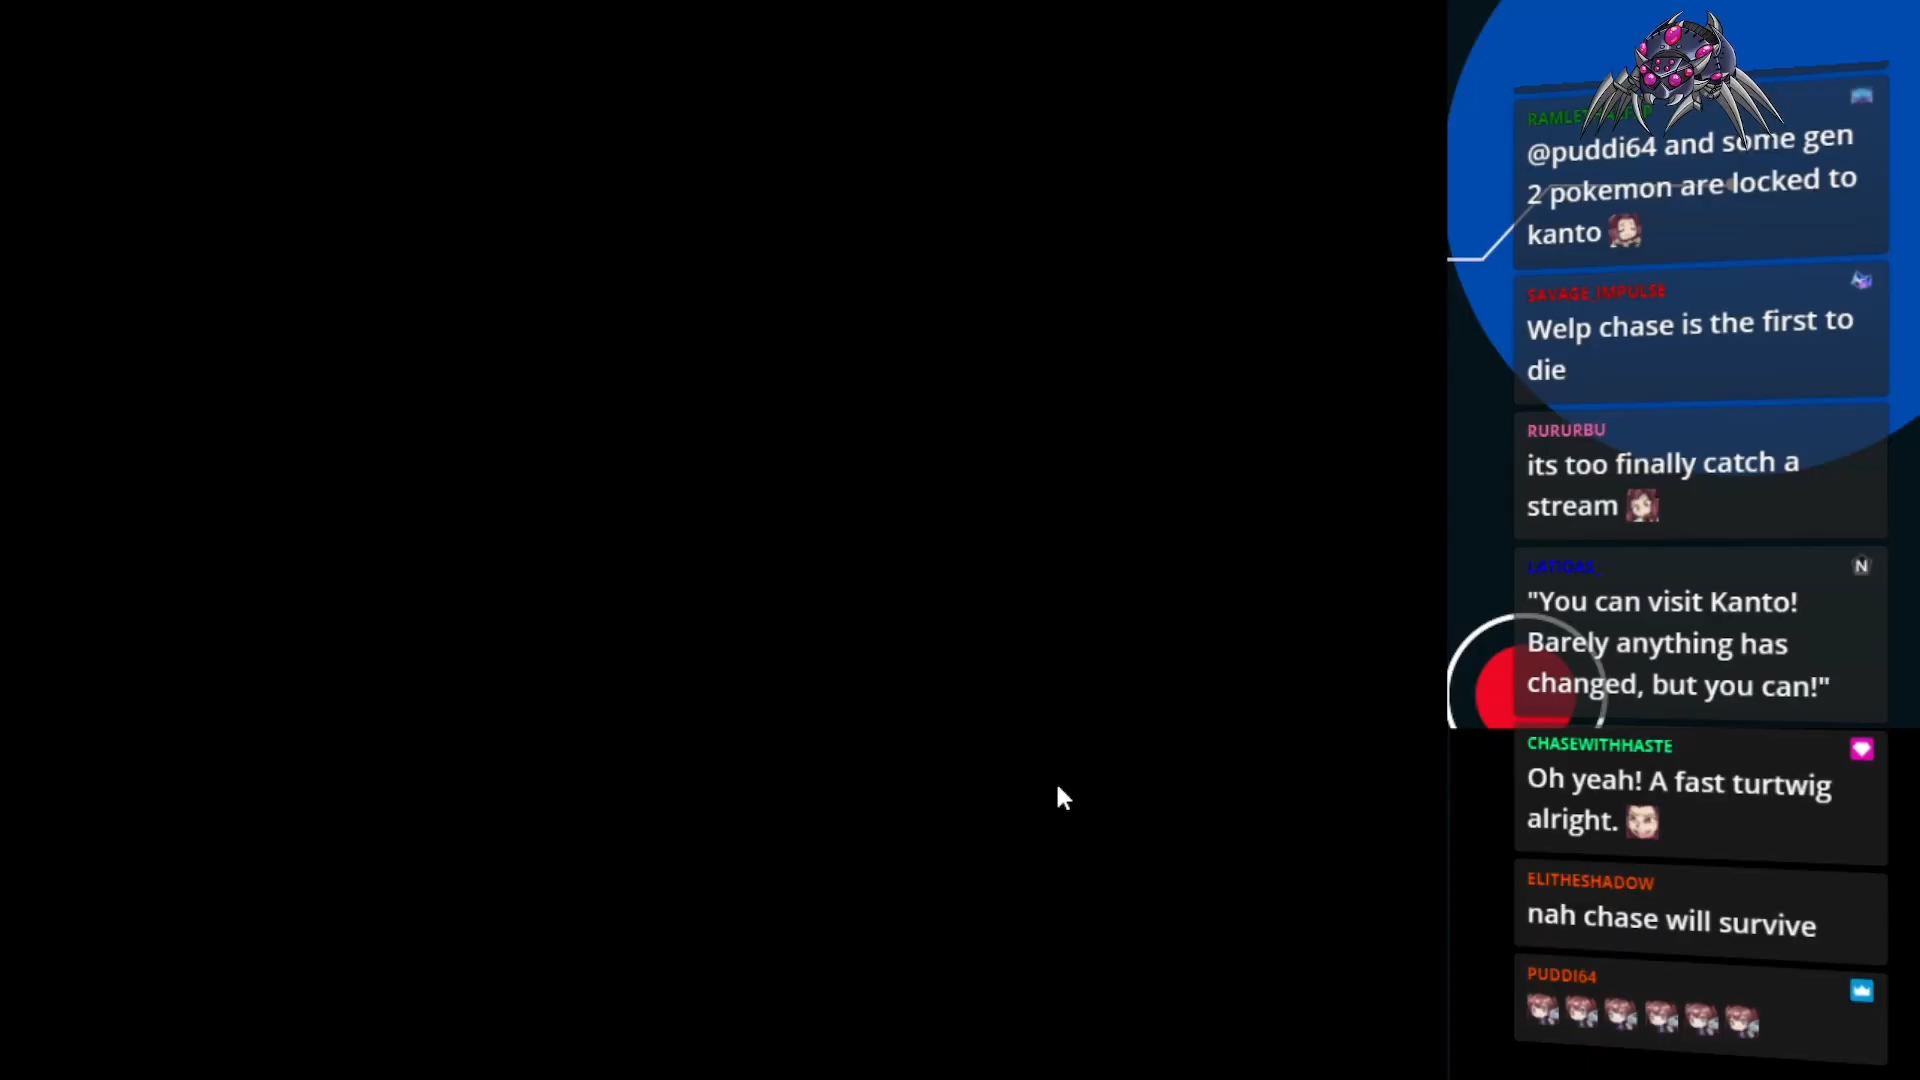 @puddi64 and some gen
2 pokemon are locked to
kanto
SAVAGE_IMPULSE
Welp chase is the first to
die
RURURBU
its too finally catch a
stream
LATIOAS_
N
"You can visit Kanto!
Barely anything has
changed, but you can!"
CHASEWITHHASTE
Oh yeah! A fast turtwig
alright.
ELITHESHADOW
nah chase will survive
PUDDI64